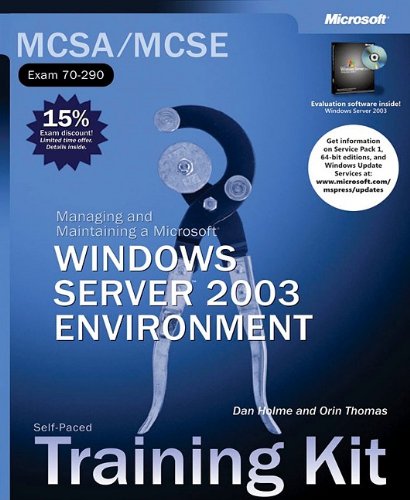 Microsoft
MCSA/MCSE
Exam 70-290
15%
Exam discount!
Limited time offer.
Details inside.
Evaluation software inside!
Windows Server 2003
Get information
on Service Pack 1,
64-bit editions, and
Windows Update
Services at:
www.microsoft.com/
mspress/updates
Managing and
Maintaining a Microsoft®
WINDOWS
SERVER™ 2003
ENVIRONMENT
Dan Holme and Orin Thomas
Self-Paced
Training Kit